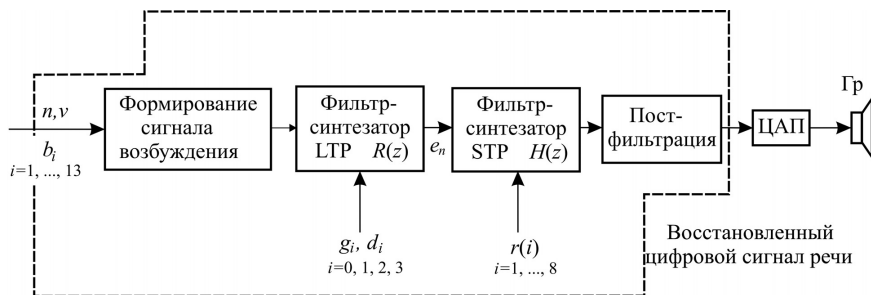 n,v
b_i
i=1, ..., 13
Формирование
сигнала
возбуждения
Фильтр-
синтезатор
LTP R(z)
e_n
Фильтр-
синтезатор
STP H(z)
Пост-
фильтрация
ЦАП
Гр
g_i, d_i
i=0, 1, 2, 3
r(i)
i=1, ..., 8
Восстановленный
цифровой сигнал речи